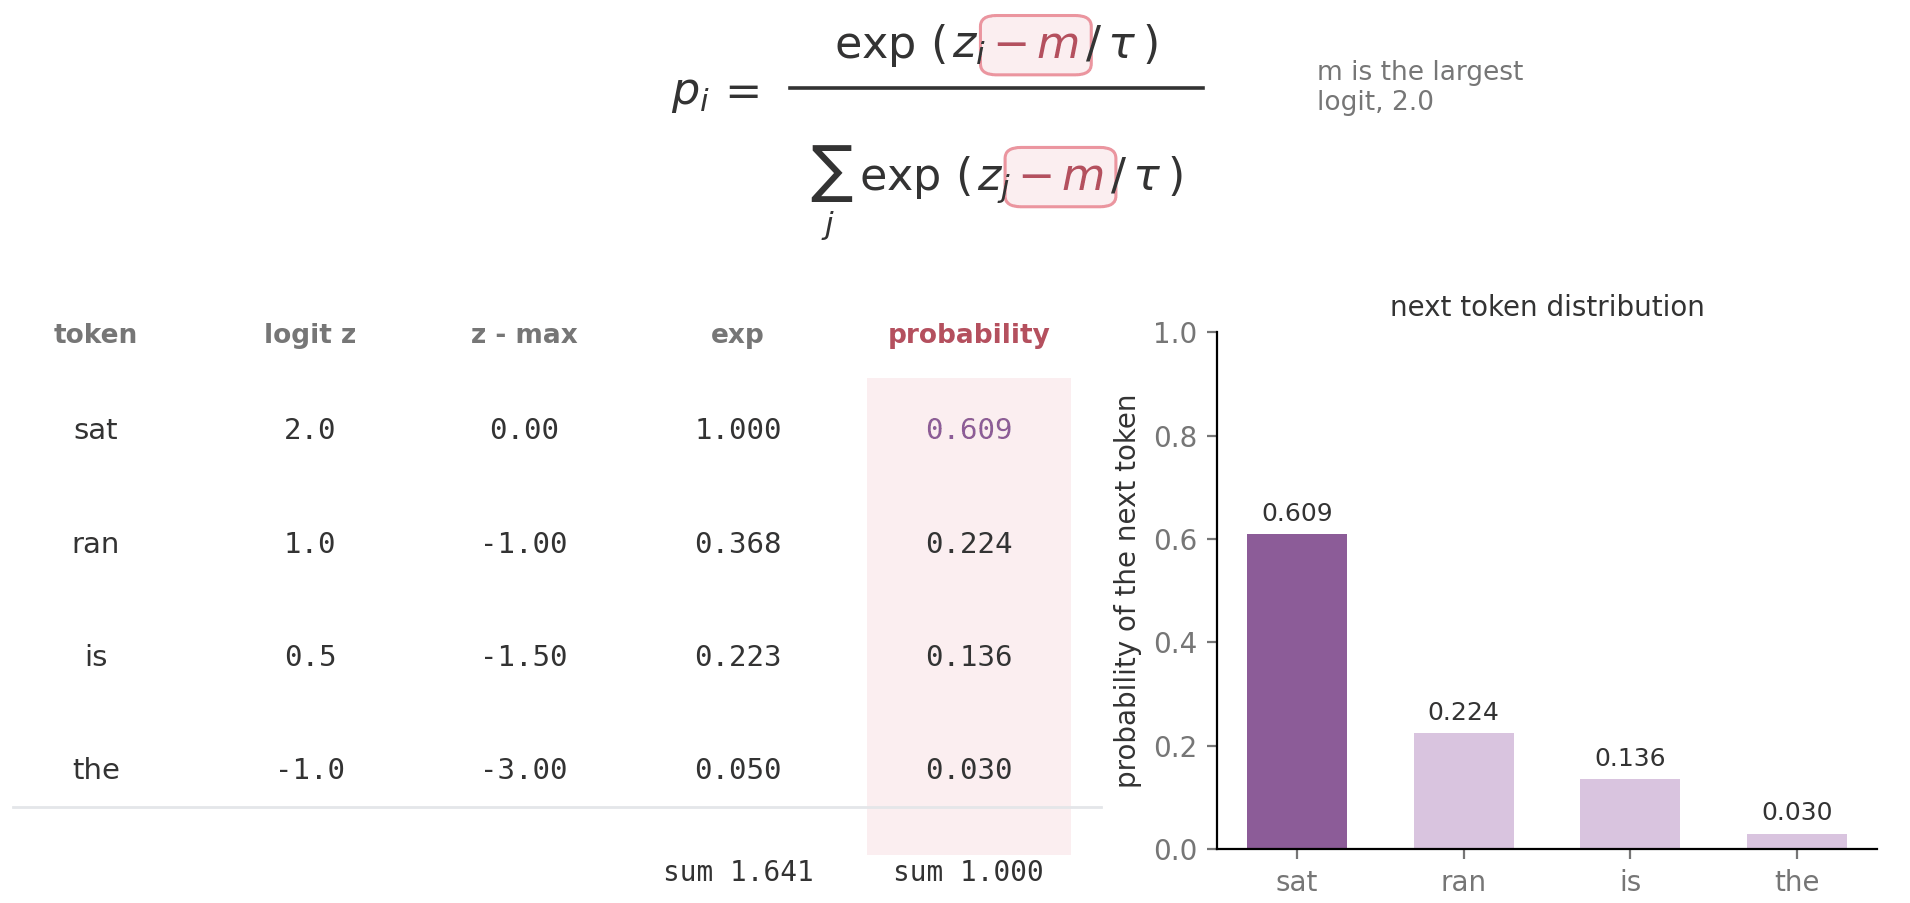 exp ( z_i − m / τ )
p_i =
∑ exp ( z_j − m / τ )
j
m is the largest
logit, 2.0
token logit z z - max exp probability
sat 2.0 0.00 1.000 0.609
ran 1.0 -1.00 0.368 0.224
is 0.5 -1.50 0.223 0.136
the -1.0 -3.00 0.050 0.030
sum 1.641 sum 1.000
next token distribution
probability of the next token
1.0
0.8
0.6
0.4
0.2
0.0
0.609
0.224
0.136
0.030
sat ran is the